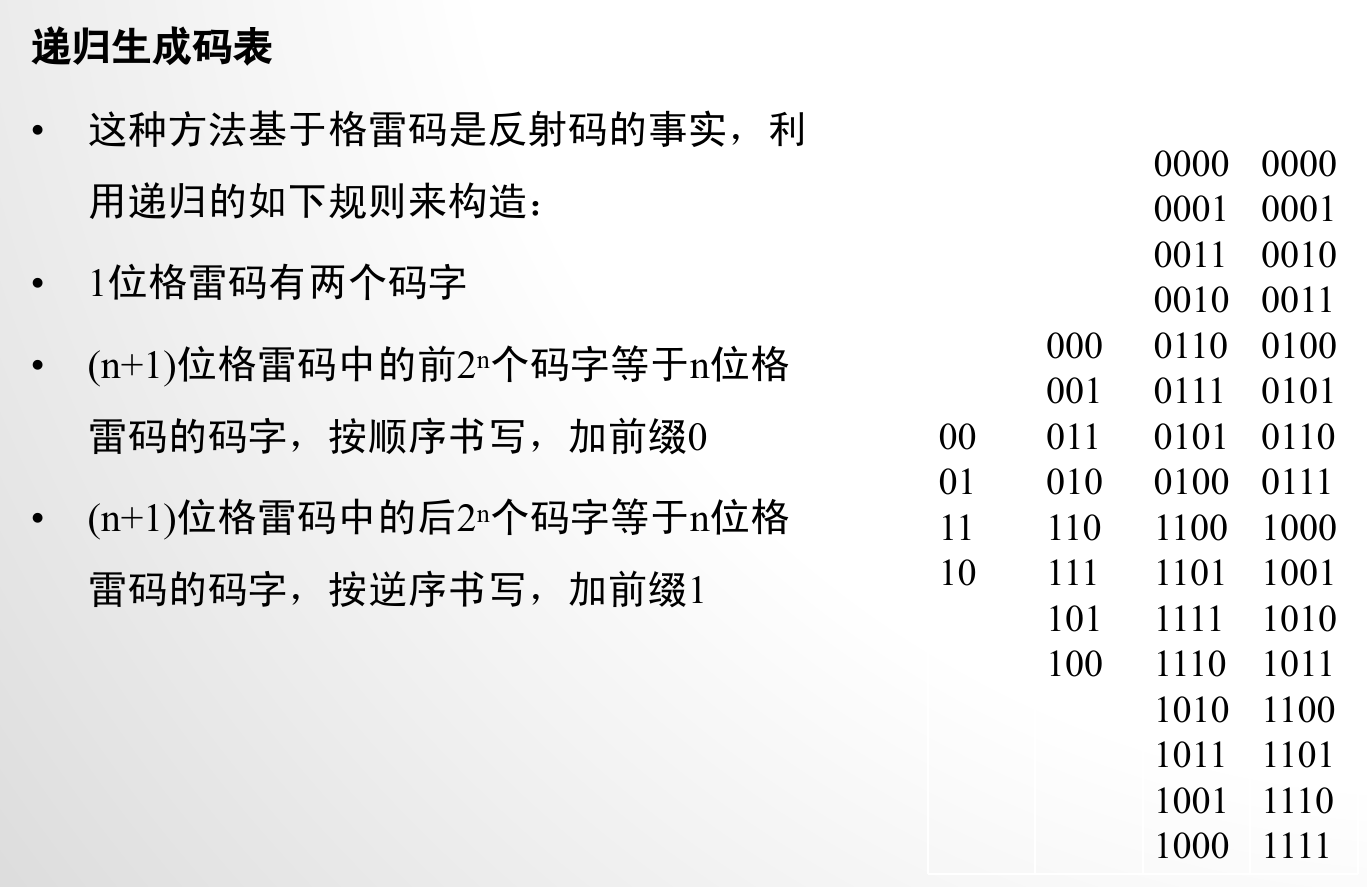 递归生成码表
• 这种方法基于格雷码是反射码的事实，利
用递归的如下规则来构造：
• 1位格雷码有两个码字
• (n+1)位格雷码中的前2ⁿ个码字等于n位格
雷码的码字，按顺序书写，加前缀0
• (n+1)位格雷码中的后2ⁿ个码字等于n位格
雷码的码字，按逆序书写，加前缀1
0000 0000
0001 0001
0011 0010
0010 0011
000 0110 0100
001 0111 0101
00 011 0101 0110
01 010 0100 0111
11 110 1100 1000
10 111 1101 1001
101 1111 1010
100 1110 1011
1010 1100
1011 1101
1001 1110
1000 1111